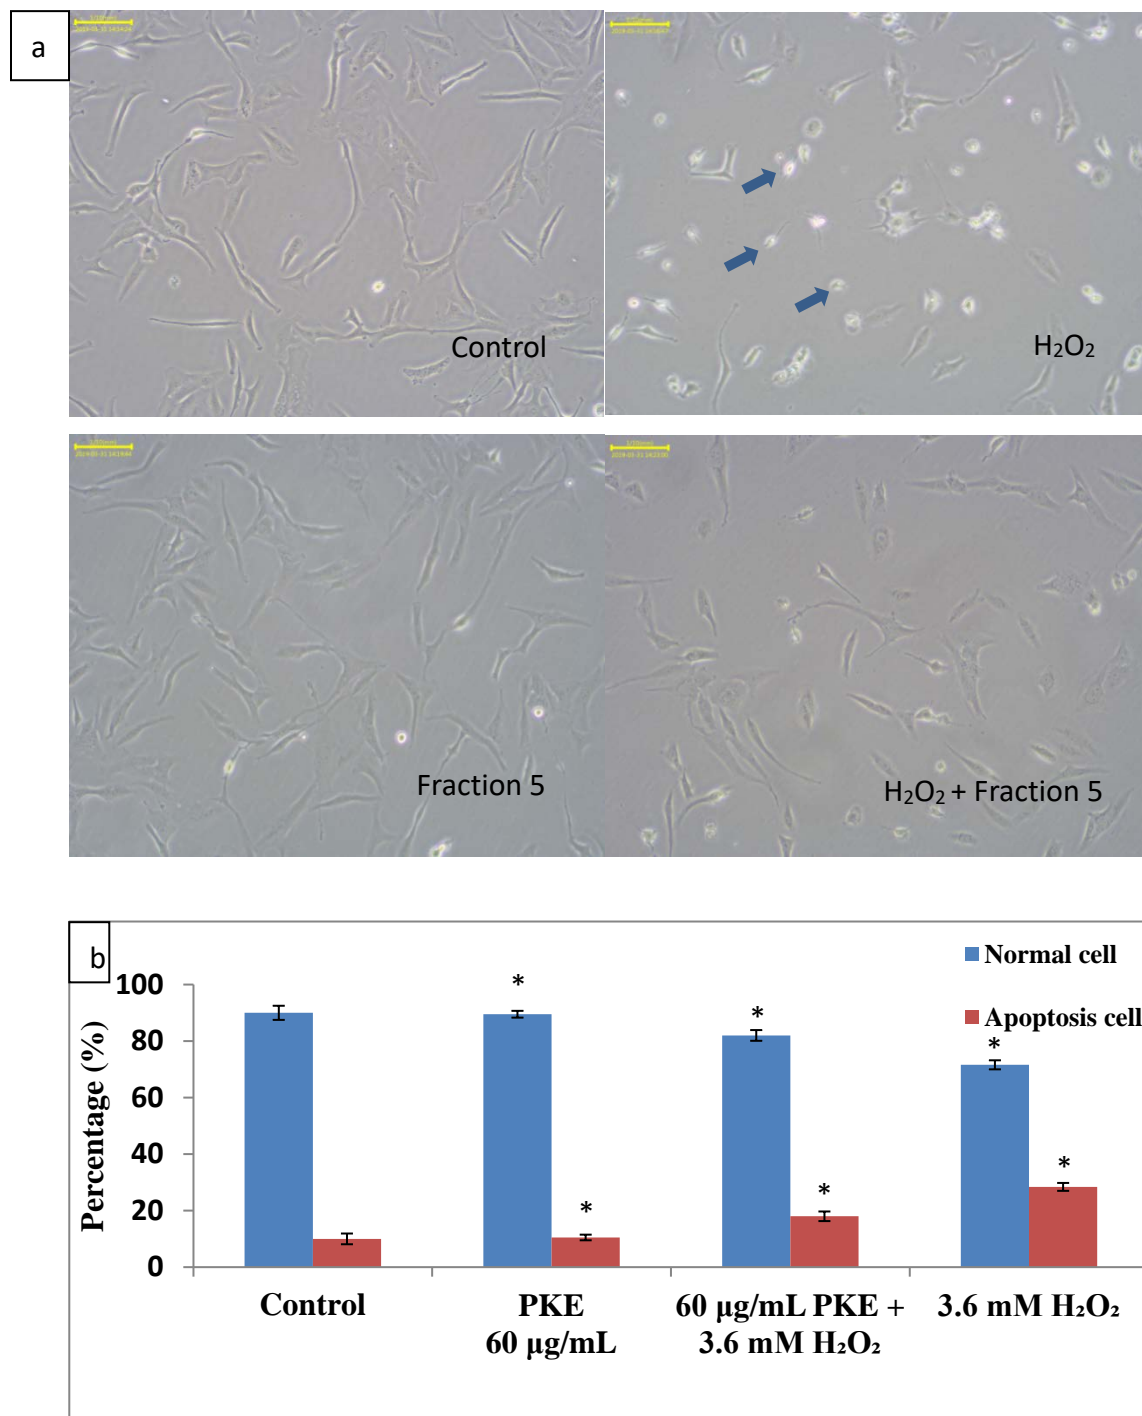 a
Control
H₂O₂
Fraction 5
H₂O₂ + Fraction 5
b
Normal cell
Apoptosis cell
Percentage (%)
100
80
60
40
20
0
* * *
* * *
Control
PKE
60 µg/mL
60 µg/mL PKE +
3.6 mM H₂O₂
3.6 mM H₂O₂